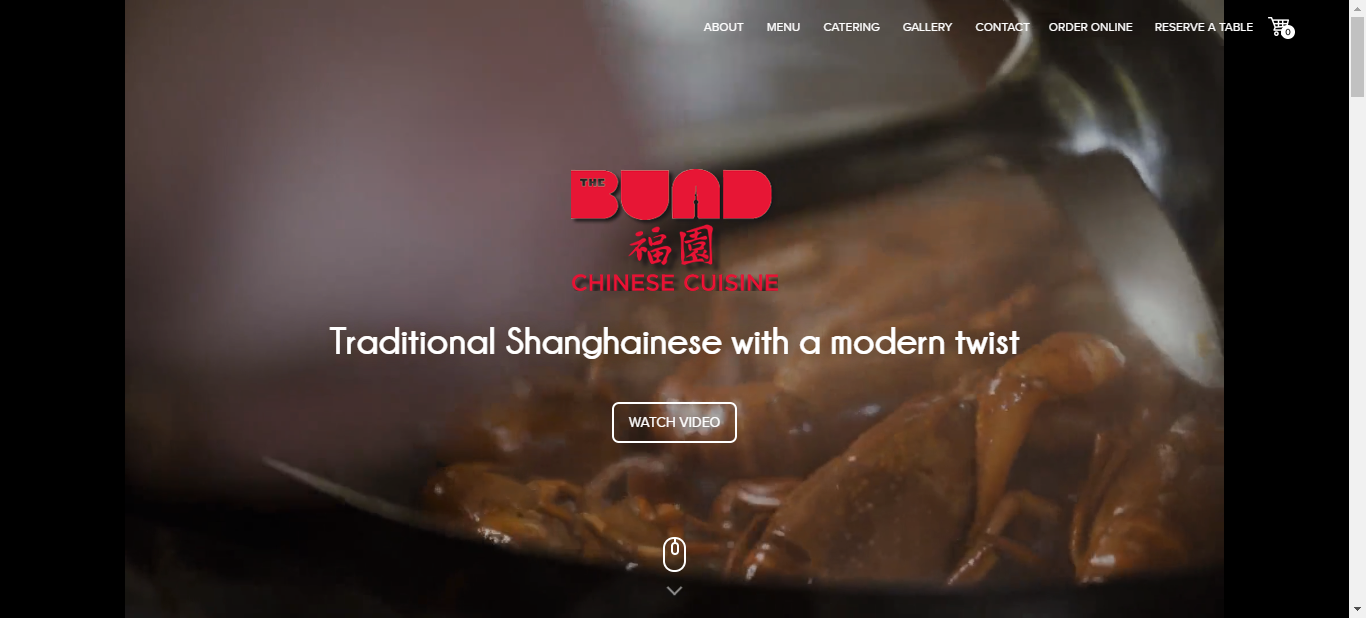 ABOUT MENU CATERING GALLERY CONTACT ORDER ONLINE RESERVE A TABLE 0
THE
BUND
福園
CHINESE CUISINE
Traditional Shanghainese with a modern twist
WATCH VIDEO